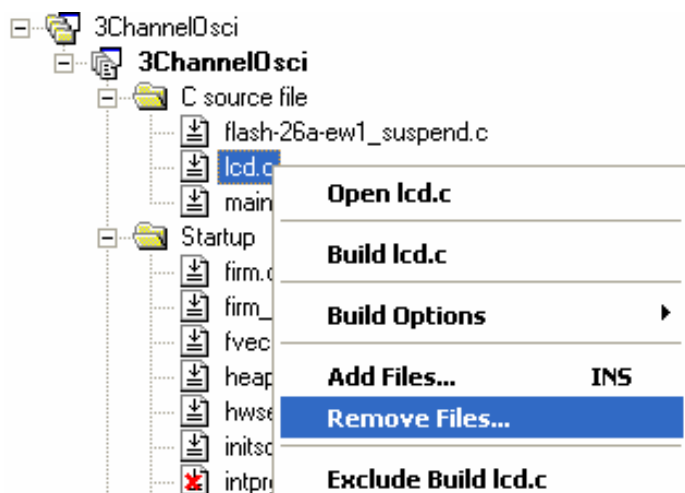 3ChannelOsci
3ChannelOsci
C source file
flash-26a-ew1_suspend.c
lcd.c
main
Open lcd.c
Build lcd.c
Startup
firm.c
firm_
Build Options
fvec
heap
Add Files... INS
hwse
Remove Files...
initsc
intpr
Exclude Build lcd.c